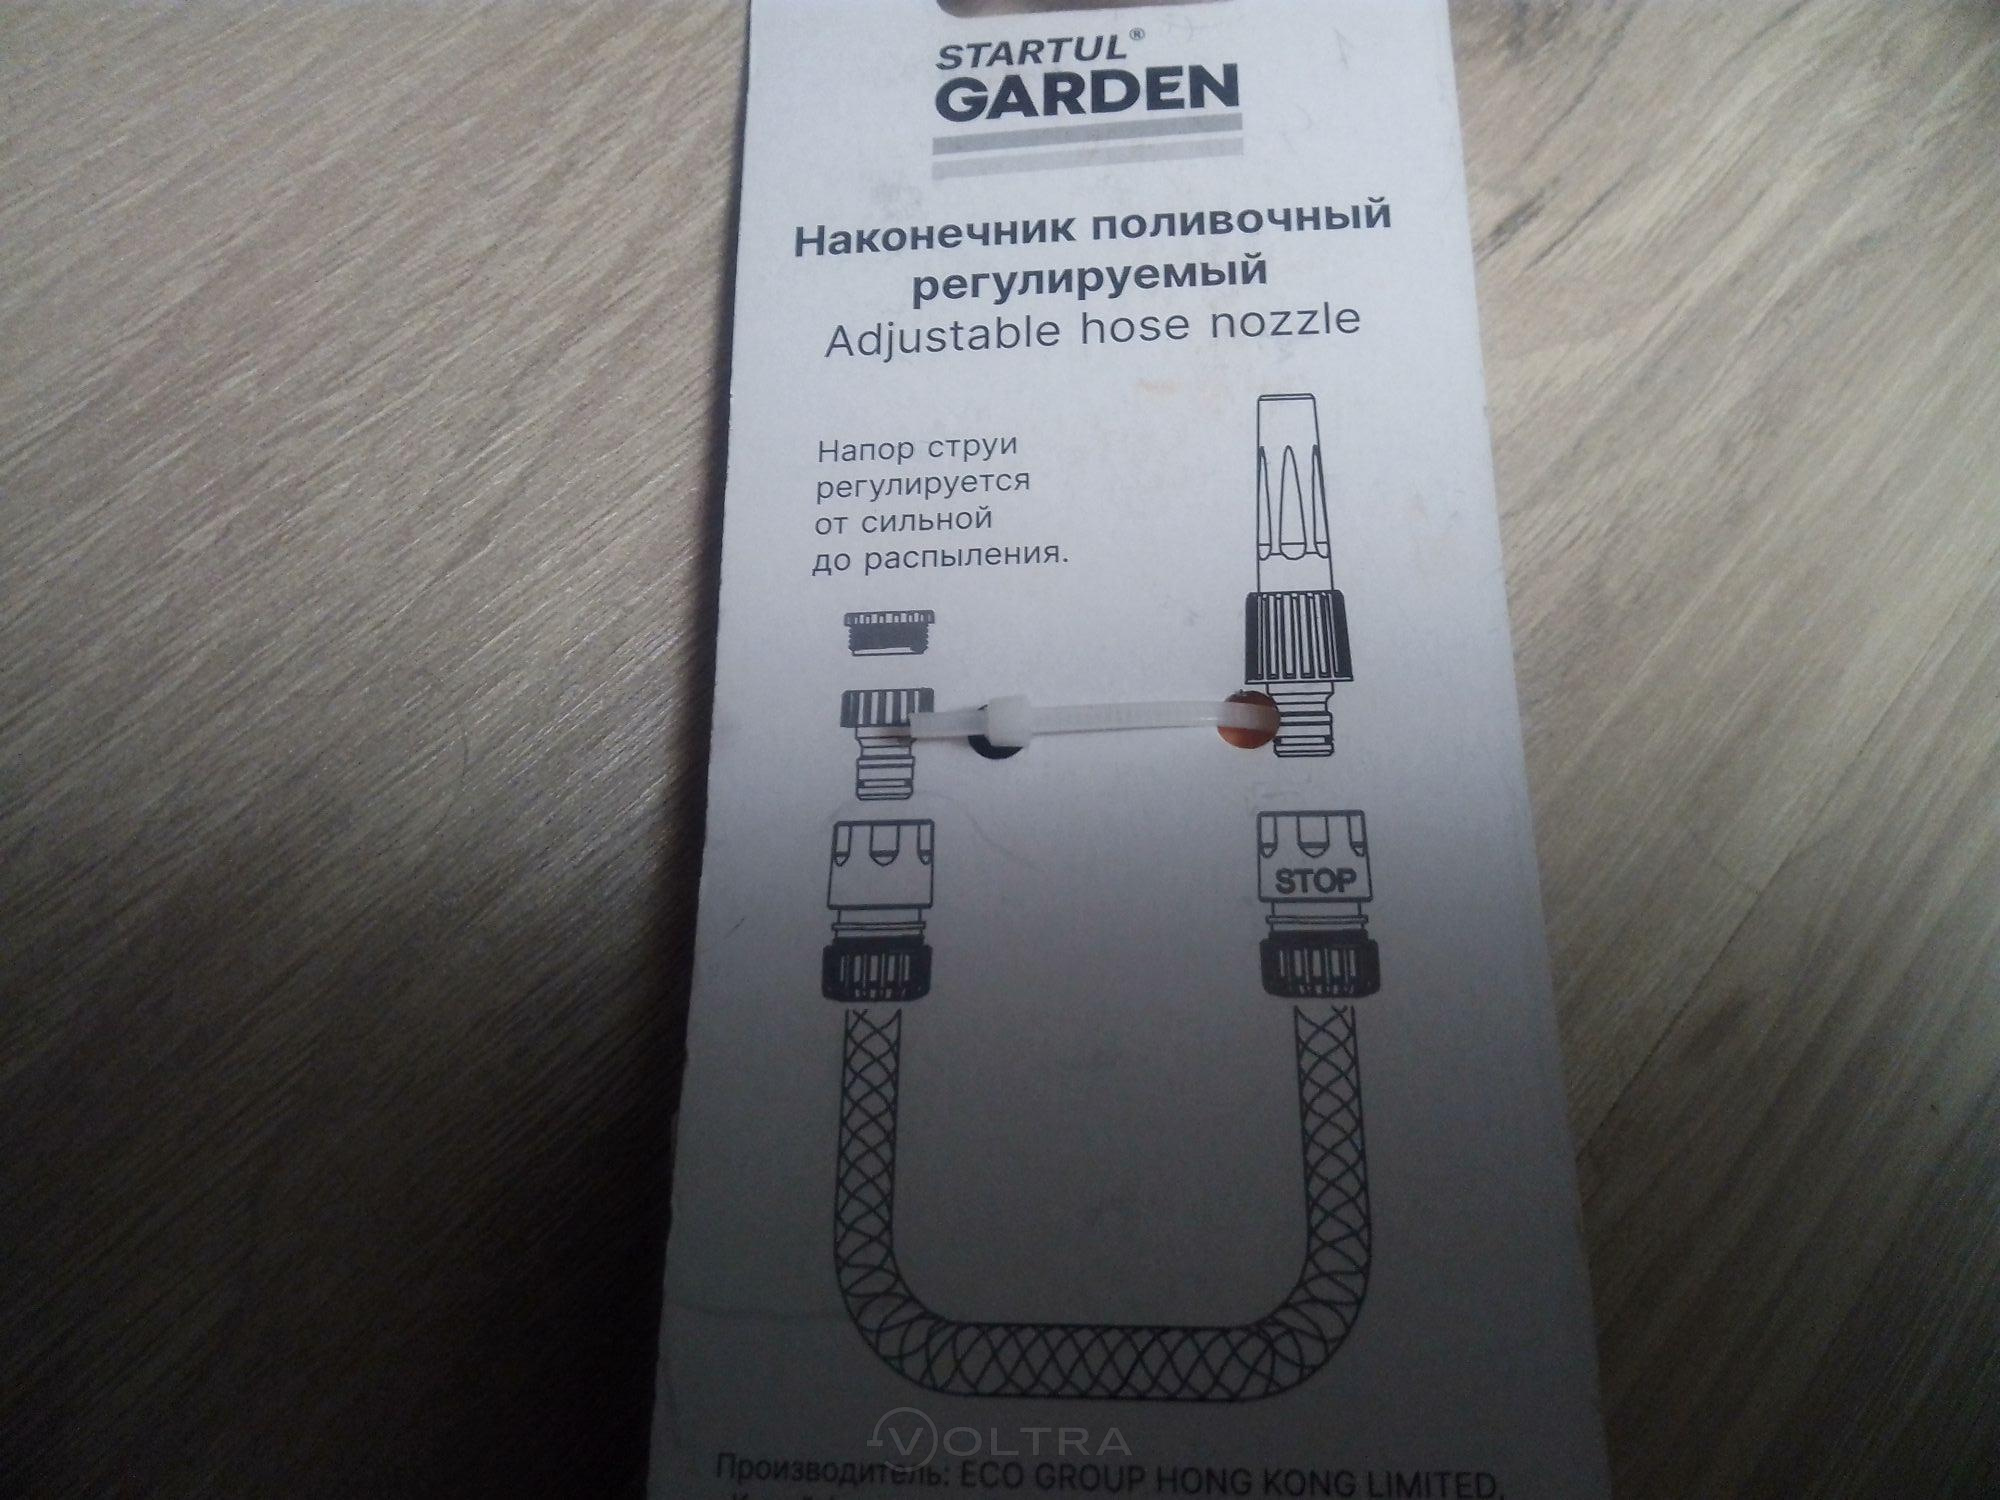 STARTUL®
GARDEN
Наконечник поливочный
регулируемый
Adjustable hose nozzle
Напор струи
регулируется
от сильной
до распыления.
STOP
VOLTRA
Производитель: ECO GROUP HONG KONG LIMITED,